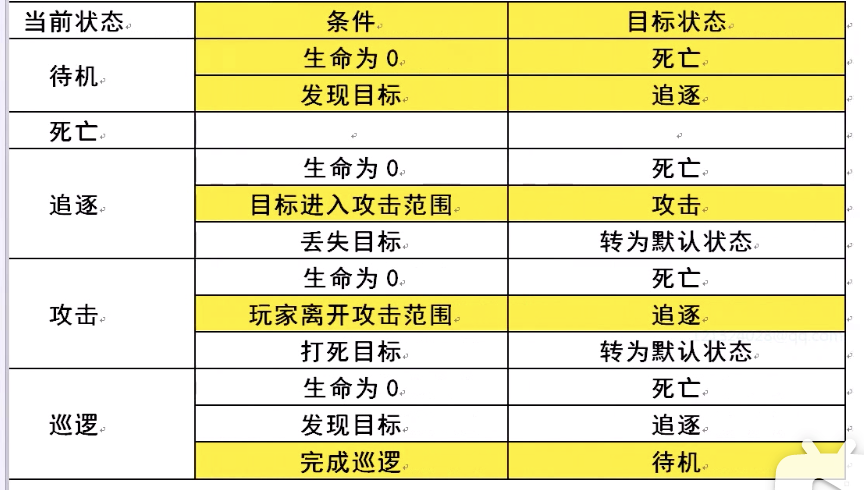 当前状态 条件 目标状态
待机 生命为 0 死亡
发现目标 追逐
死亡
追逐 生命为 0 死亡
目标进入攻击范围 攻击
丢失目标 转为默认状态
攻击 生命为 0 死亡
玩家离开攻击范围 追逐
打死目标 转为默认状态
巡逻 生命为 0 死亡
发现目标 追逐
完成巡逻 待机